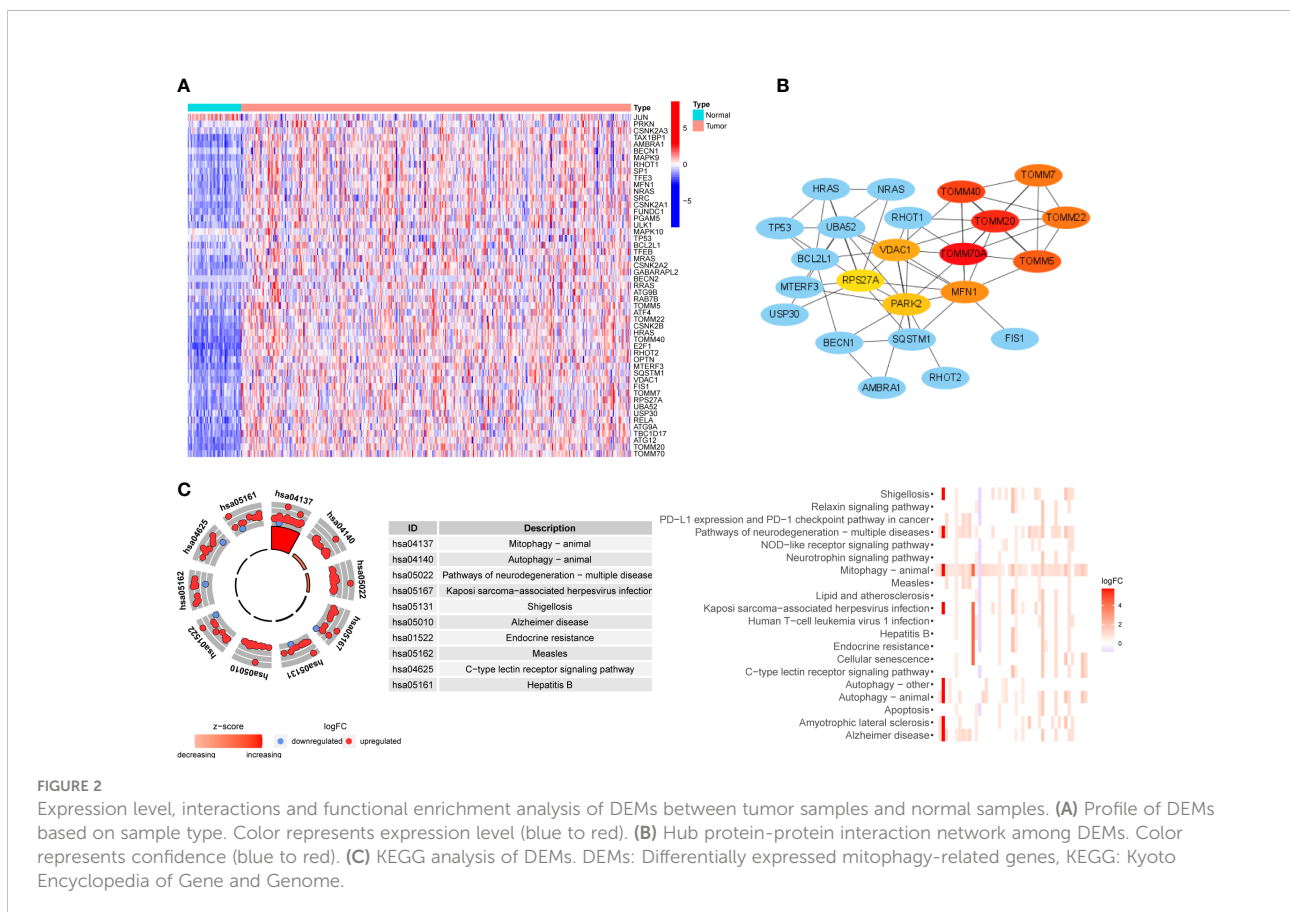 A
Type
Normal
Tumor
Type
5
0
−5
JUN
PRKN
CSNK2A3
TAX1BP1
AMBRA1
BECN1
MAPK9
RHOT1
SP1
TFE3
MFN1
NRAS
SRC
CSNK2A1
FUNDC1
PGAM5
ULK1
MAPK10
TP53
BCL2L1
TFEB
MRAS
CSNK2A2
GABARAPL2
BECN2
RRAS
ATG9B
RAB7B
TOMM5
ATF4
TOMM22
CSNK2B
HRAS
TOMM40
E2F1
RHOT2
OPTN
MTERF3
SQSTM1
VDAC1
FIS1
TOMM7
RPS27A
UBA52
USP30
RELA
ATG9A
TBC1D17
ATG12
TOMM20
TOMM70
B
TOMM7
HRAS
NRAS
TOMM40
RHOT1
TOMM20
TOMM22
TP53
UBA52
VDAC1
TOMM70A
BCL2L1
TOMM5
RPS27A
MTERF3
MFN1
PARK2
USP30
BECN1
SQSTM1
FIS1
RHOT2
AMBRA1
C
hsa04137
hsa04140
hsa05022
hsa05167
hsa05131
hsa05010
hsa01522
hsa05162
hsa04625
hsa05161
ID Description
hsa04137 Mitophagy − animal
hsa04140 Autophagy − animal
hsa05022 Pathways of neurodegeneration − multiple disease
hsa05167 Kaposi sarcoma−associated herpesvirus infection
hsa05131 Shigellosis
hsa05010 Alzheimer disease
hsa01522 Endocrine resistance
hsa05162 Measles
hsa04625 C−type lectin receptor signaling pathway
hsa05161 Hepatitis B
z−score
decreasing increasing
logFC
downregulated upregulated
Shigellosis
Relaxin signaling pathway
PD−L1 expression and PD−1 checkpoint pathway in cancer
Pathways of neurodegeneration − multiple diseases
NOD−like receptor signaling pathway
Neurotrophin signaling pathway
Mitophagy − animal
Measles
Lipid and atherosclerosis
Kaposi sarcoma−associated herpesvirus infection
Human T−cell leukemia virus 1 infection
Hepatitis B
Endocrine resistance
Cellular senescence
C−type lectin receptor signaling pathway
Autophagy − other
Autophagy − animal
Apoptosis
Amyotrophic lateral sclerosis
Alzheimer disease
logFC
4
2
0
FIGURE 2
Expression level, interactions and functional enrichment analysis of DEMs between tumor samples and normal samples. (A) Profile of DEMs
based on sample type. Color represents expression level (blue to red). (B) Hub protein-protein interaction network among DEMs. Color
represents confidence (blue to red). (C) KEGG analysis of DEMs. DEMs: Differentially expressed mitophagy-related genes, KEGG: Kyoto
Encyclopedia of Gene and Genome.